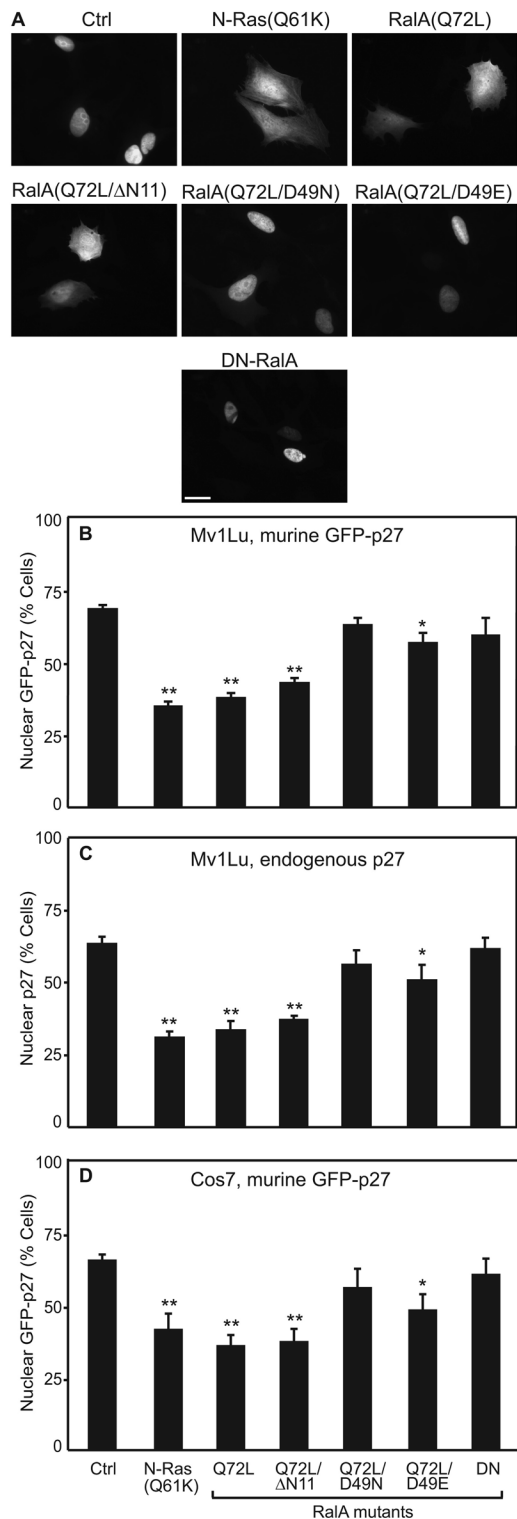 A
Ctrl
N-Ras(Q61K)
RalA(Q72L)
RalA(Q72L/ΔN11)
RalA(Q72L/D49N)
RalA(Q72L/D49E)
DN-RalA
B
Mv1Lu, murine GFP-p27
Nuclear GFP-p27 (% Cells)
100
75
50
25
0
**
**
**
*
C
Mv1Lu, endogenous p27
Nuclear p27 (% Cells)
100
75
50
25
0
**
**
**
*
D
Cos7, murine GFP-p27
Nuclear GFP-p27 (% Cells)
100
75
50
25
0
**
**
**
*
Ctrl
N-Ras
(Q61K)
Q72L
Q72L/
ΔN11
Q72L/
D49N
Q72L/
D49E
DN
RalA mutants